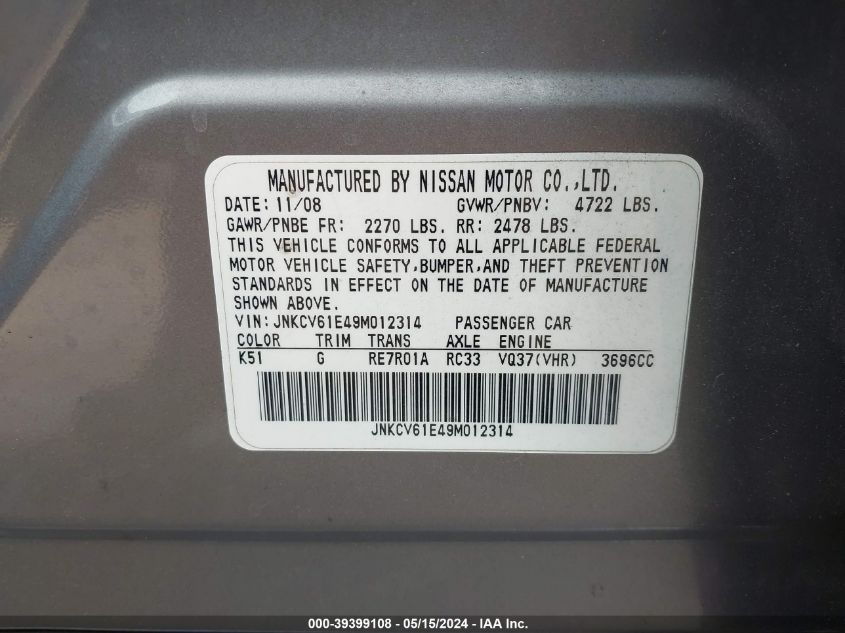 MANUFACTURED BY NISSAN MOTOR CO.,LTD.
DATE: 11/08 GVWR/PNBV: 4722 LBS.
GAWR/PNBE FR: 2270 LBS. RR: 2478 LBS.
THIS VEHICLE CONFORMS TO ALL APPLICABLE FEDERAL
MOTOR VEHICLE SAFETY,BUMPER,AND THEFT PREVENTION
STANDARDS IN EFFECT ON THE DATE OF MANUFACTURE
SHOWN ABOVE.
VIN: JNKCV61E49M012314 PASSENGER CAR
COLOR TRIM TRANS AXLE ENGINE
K51 G RE7R01A RC33 VQ37(VHR) 3696CC
JNKCV61E49M012314
000-39399108 - 05/15/2024 - IAA Inc.